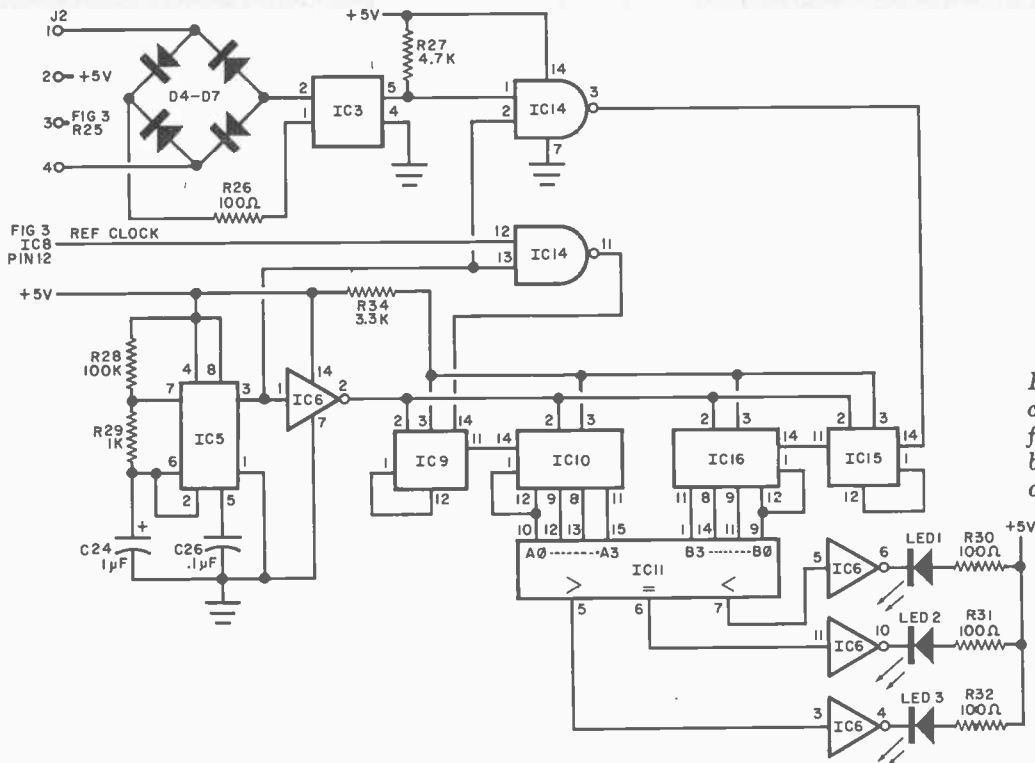 J2
1
2 +5V
3 FIG 3
R25
4
D4-D7
2
1
IC3
5
4
+5V
R27
4.7K
1
2
14
IC14
3
7
R26
100Ω
FIG 3
IC8
PIN 12
REF CLOCK
12
13
IC14
11
+5V
R34
3.3K
R28
100K
R29
1K
4
8
7
3
IC5
6
2
5
1
C24
1µF
+
C26
.1µF
1
IC6
14
2
7
2
3
14
IC9
1
11
12
14
2
3
IC10
1
12
9
8
11
2
3
IC16
14
1
11
8
9
12
11
2
3
14
IC15
1
12
10
12
13
15
1
14
11
9
A0--------A3
B3------B0
IC11
>
=
<
5
6
7
5
IC6
6
LED1
R30
100Ω
+5V
11
IC6
10
LED 2
R31
100Ω
3
IC6
4
LED 3
R32
100Ω